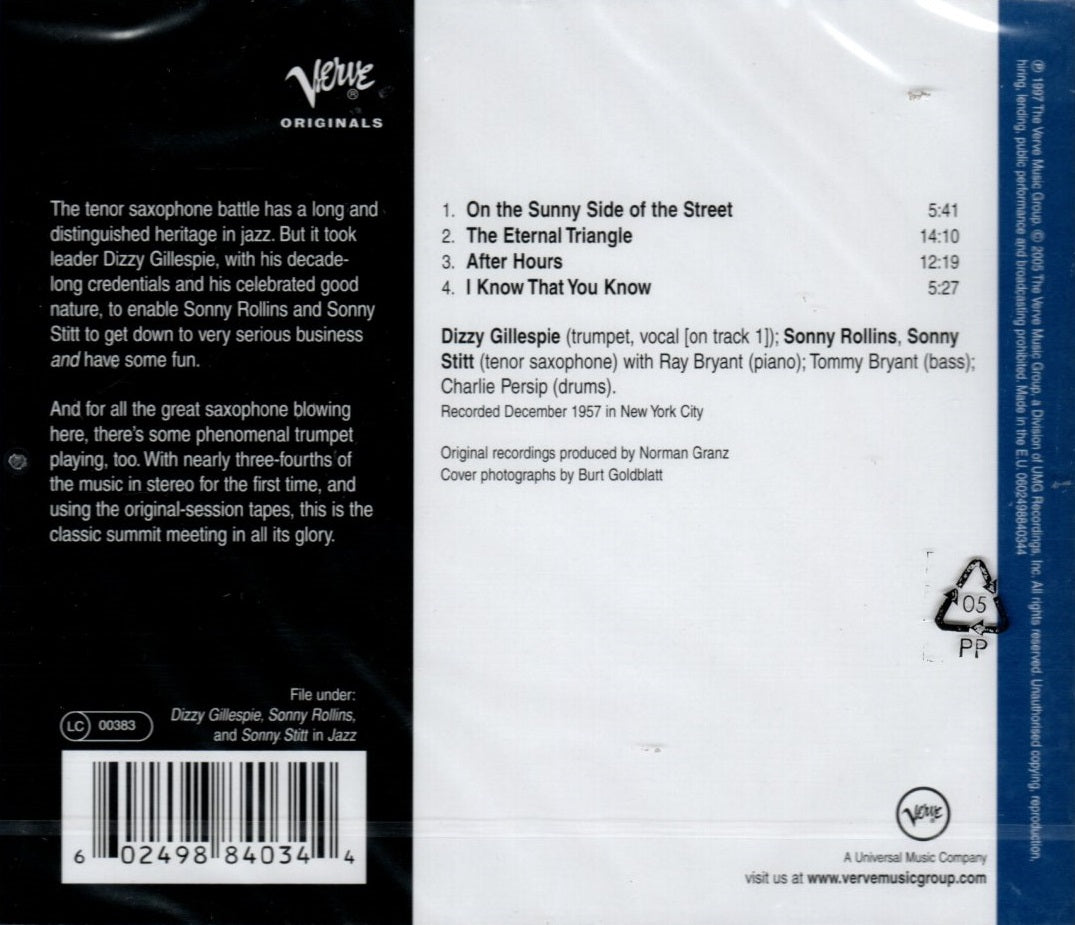 Verve®
ORIGINALS
The tenor saxophone battle has a long and
distinguished heritage in jazz. But it took
leader Dizzy Gillespie, with his decade-
long credentials and his celebrated good
nature, to enable Sonny Rollins and Sonny
Stitt to get down to very serious business
and have some fun.
And for all the great saxophone blowing
here, there's some phenomenal trumpet
playing, too. With nearly three-fourths of
the music in stereo for the first time, and
using the original-session tapes, this is the
classic summit meeting in all its glory.
File under:
Dizzy Gillespie, Sonny Rollins,
and Sonny Stitt in Jazz
LC 00383
6 02498 84034 4
1. On the Sunny Side of the Street 5:41
2. The Eternal Triangle 14:10
3. After Hours 12:19
4. I Know That You Know 5:27
Dizzy Gillespie (trumpet, vocal [on track 1]); Sonny Rollins, Sonny
Stitt (tenor saxophone) with Ray Bryant (piano); Tommy Bryant (bass);
Charlie Persip (drums).
Recorded December 1957 in New York City
Original recordings produced by Norman Granz
Cover photographs by Burt Goldblatt
05
PP
Verve
A Universal Music Company
visit us at www.vervemusicgroup.com
℗ 1997 The Verve Music Group, © 2005 The Verve Music Group, a Division of UMG Recordings, Inc. All rights reserved. Unauthorised copying, reproduction,
hiring, lending, public performance and broadcasting prohibited. Made in the E.U. 0602498840344